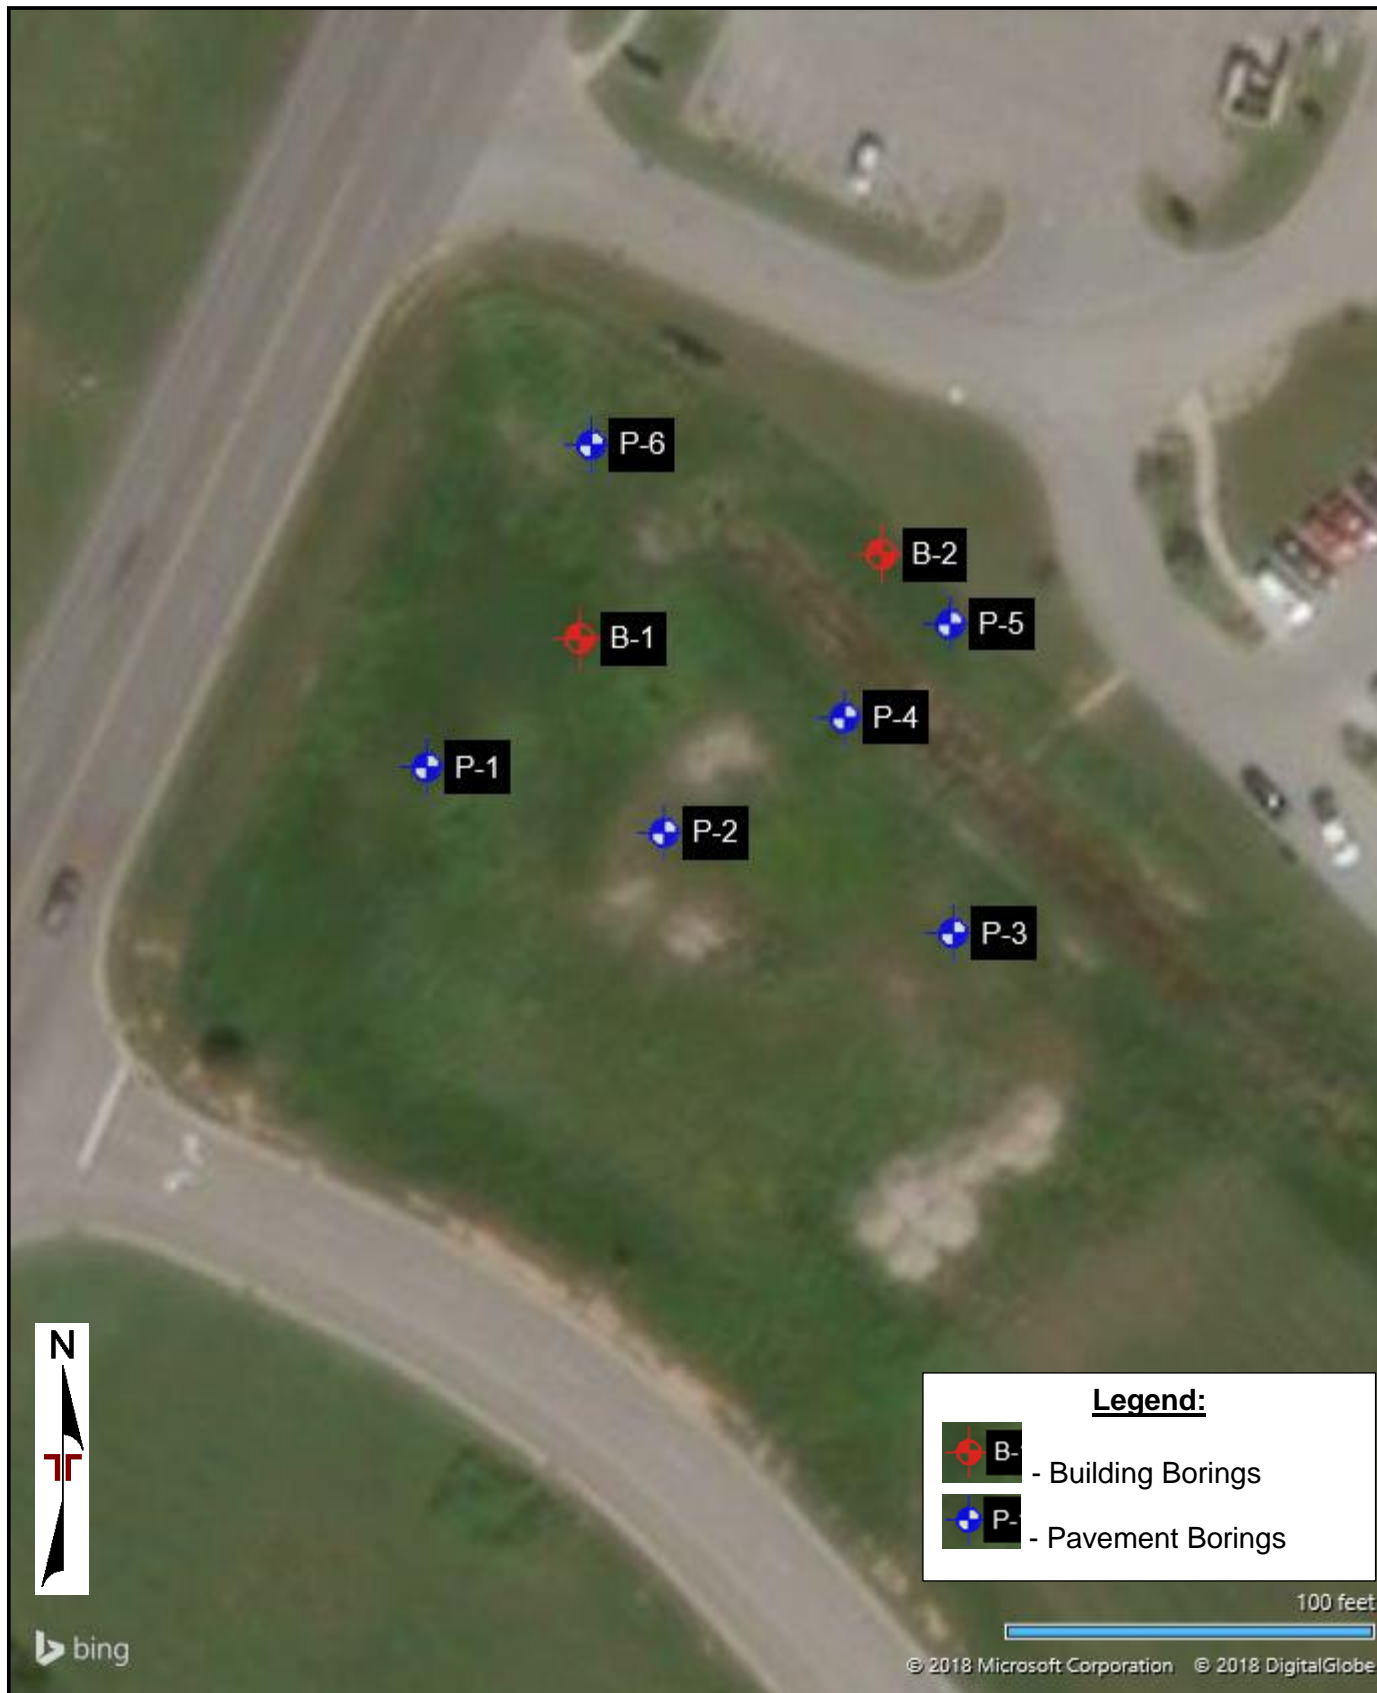 P-6
B-2
P-5
B-1
P-4
P-1
P-2
P-3
N
Legend:
B-
- Building Borings
P-
- Pavement Borings
100 feet
bing
© 2018 Microsoft Corporation © 2018 DigitalGlobe